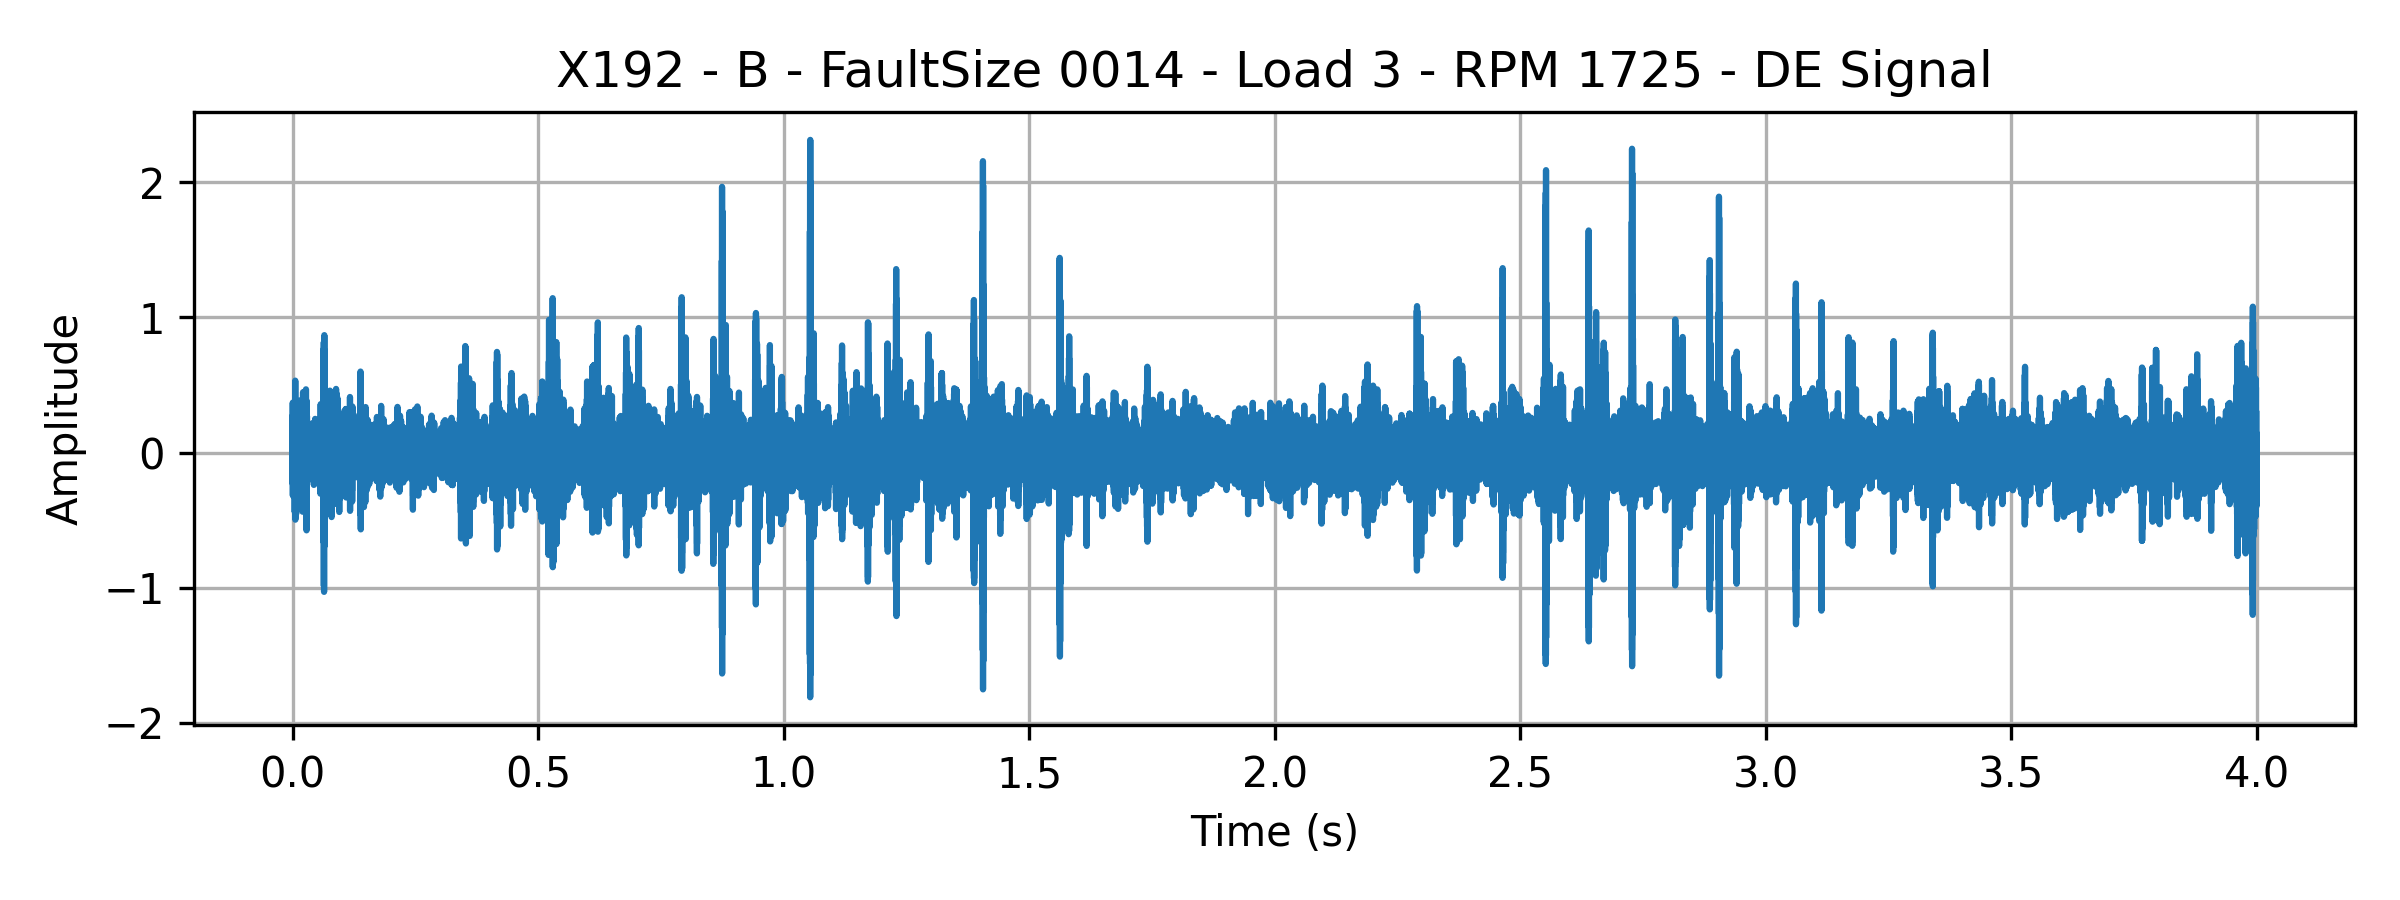 X192 - B - FaultSize 0014 - Load 3 - RPM 1725 - DE Signal
Amplitude
2
1
0
−1
−2
0.0 0.5 1.0 1.5 2.0 2.5 3.0 3.5 4.0
Time (s)